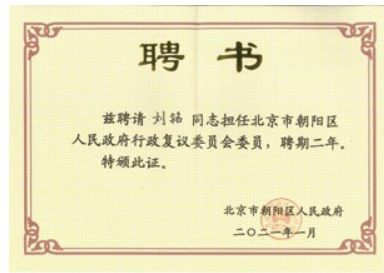 聘书
兹聘请 刘铭 同志担任北京市朝阳区
人民政府行政复议委员会委员，聘期二年。
特颁此证。
北京市朝阳区人民政府
二〇二一年一月